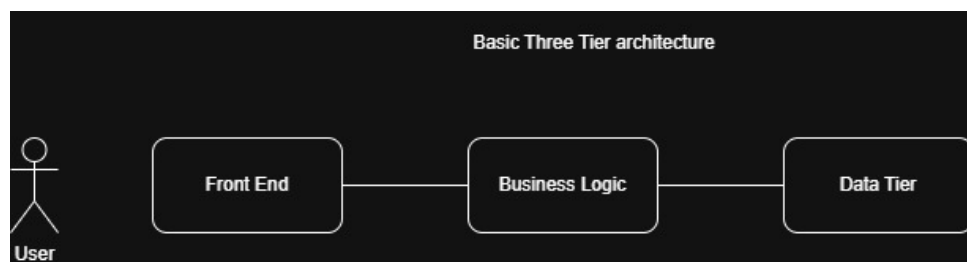 Basic Three Tier architecture
Front End
Business Logic
Data Tier
User